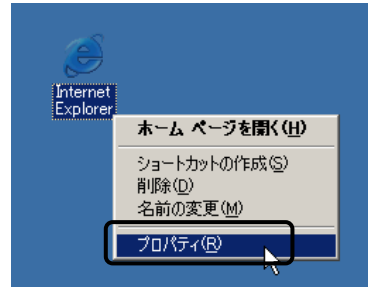 Internet
Explorer
ホーム ページを開く(H)
ショートカットの作成(S)
削除(D)
名前の変更(M)
プロパティ(R)